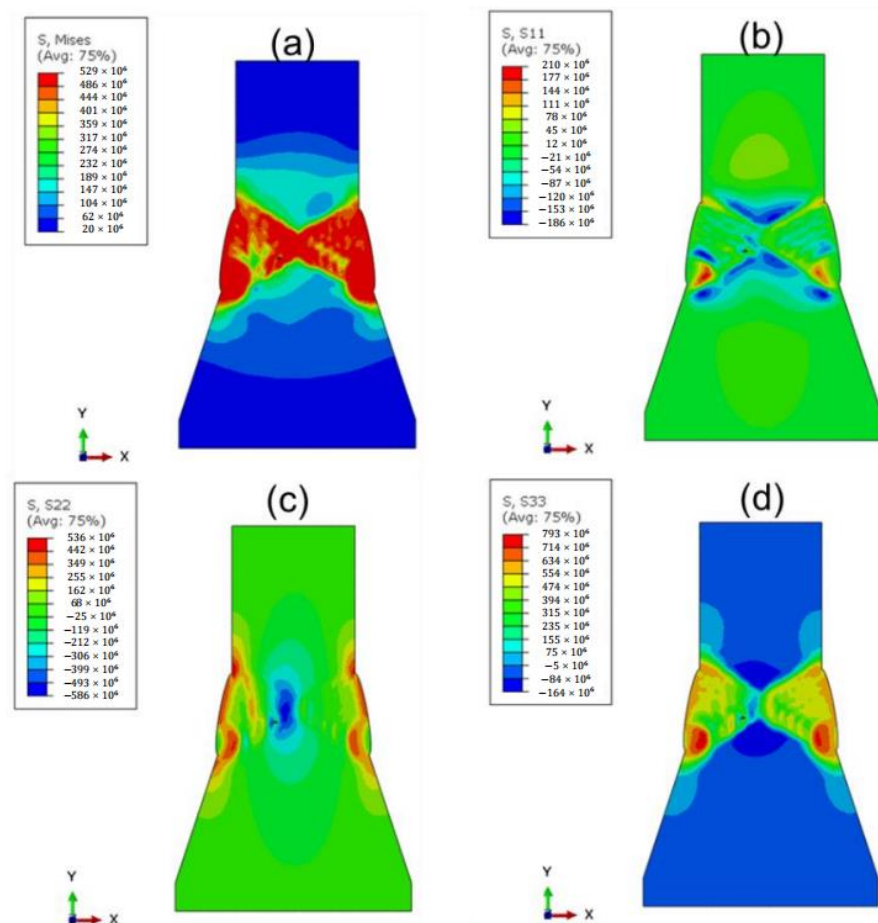 (a)
S, Mises
(Avg: 75%)
529 × 10⁶
486 × 10⁶
444 × 10⁶
401 × 10⁶
359 × 10⁶
317 × 10⁶
274 × 10⁶
232 × 10⁶
189 × 10⁶
147 × 10⁶
104 × 10⁶
62 × 10⁶
20 × 10⁶
Y
X
(b)
S, S11
(Avg: 75%)
210 × 10⁶
177 × 10⁶
144 × 10⁶
111 × 10⁶
78 × 10⁶
45 × 10⁶
12 × 10⁶
−21 × 10⁶
−54 × 10⁶
−87 × 10⁶
−120 × 10⁶
−153 × 10⁶
−186 × 10⁶
Y
X
(c)
S, S22
(Avg: 75%)
536 × 10⁶
442 × 10⁶
349 × 10⁶
255 × 10⁶
162 × 10⁶
68 × 10⁶
−25 × 10⁶
−119 × 10⁶
−212 × 10⁶
−306 × 10⁶
−399 × 10⁶
−493 × 10⁶
−586 × 10⁶
Y
X
(d)
S, S33
(Avg: 75%)
793 × 10⁶
714 × 10⁶
634 × 10⁶
554 × 10⁶
474 × 10⁶
394 × 10⁶
315 × 10⁶
235 × 10⁶
155 × 10⁶
75 × 10⁶
−5 × 10⁶
−84 × 10⁶
−164 × 10⁶
Y
X